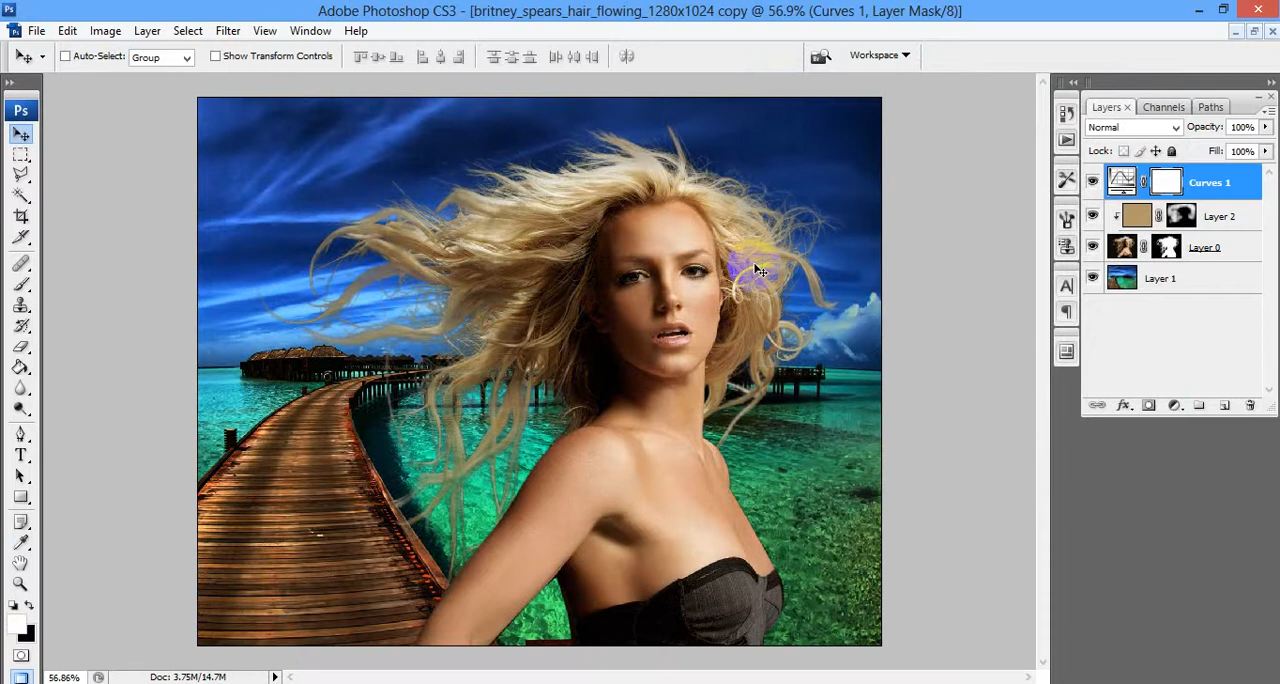 Ps
Adobe Photoshop CS3 - [britney_spears_hair_flowing_1280x1024 copy @ 56.9% (Curves 1, Layer Mask/8)]
File Edit Image Layer Select Filter View Window Help
Auto-Select: Group Show Transform Controls Workspace
Ps
Layers Channels Paths
Normal Opacity: 100%
Lock: Fill: 100%
Curves 1
Layer 2
Layer 0
Layer 1
56.86% Doc: 3.75M/14.7M